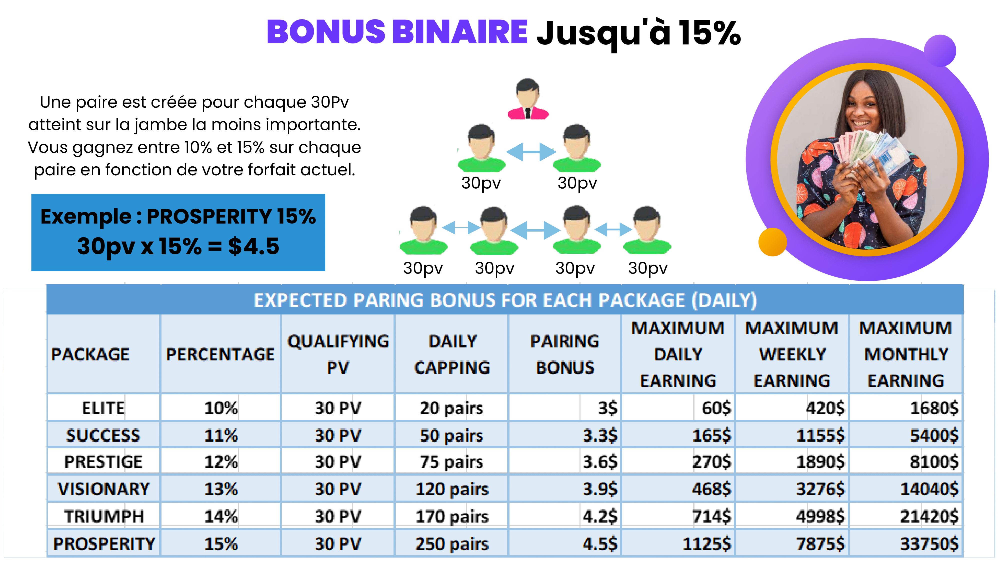 BONUS BINAIRE Jusqu'à 15%
Une paire est créée pour chaque 30Pv
atteint sur la jambe la moins importante.
Vous gagnez entre 10% et 15% sur chaque
paire en fonction de votre forfait actuel.
Exemple : PROSPERITY 15%
30pv x 15% = $4.5
30pv 30pv
30pv 30pv 30pv 30pv
EXPECTED PARING BONUS FOR EACH PACKAGE (DAILY)
PACKAGE PERCENTAGE QUALIFYING PV DAILY CAPPING PAIRING BONUS MAXIMUM DAILY EARNING MAXIMUM WEEKLY EARNING MAXIMUM MONTHLY EARNING
ELITE 10% 30 PV 20 pairs 3$ 60$ 420$ 1680$
SUCCESS 11% 30 PV 50 pairs 3.3$ 165$ 1155$ 5400$
PRESTIGE 12% 30 PV 75 pairs 3.6$ 270$ 1890$ 8100$
VISIONARY 13% 30 PV 120 pairs 3.9$ 468$ 3276$ 14040$
TRIUMPH 14% 30 PV 170 pairs 4.2$ 714$ 4998$ 21420$
PROSPERITY 15% 30 PV 250 pairs 4.5$ 1125$ 7875$ 33750$